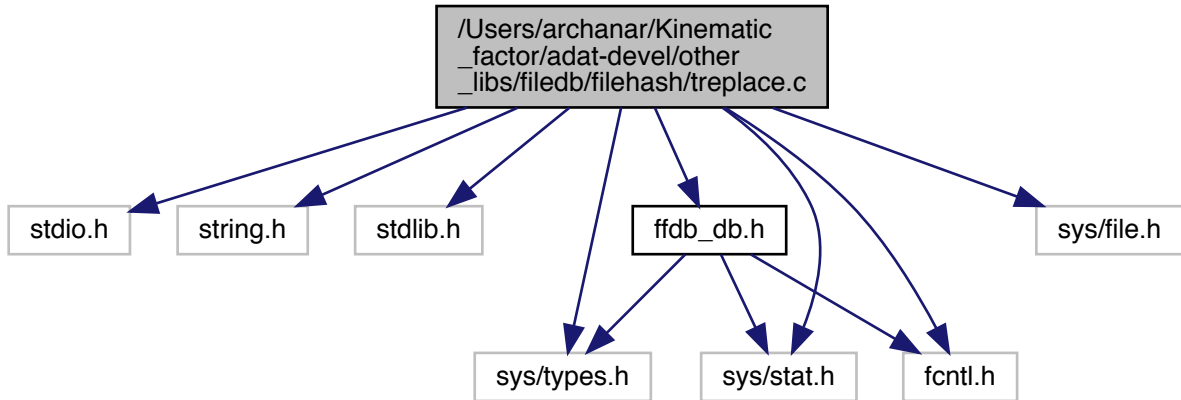 /Users/archanar/Kinematic
_factor/adat-devel/other
_libs/filedb/filehash/treplace.c
stdio.h
string.h
stdlib.h
ffdb_db.h
sys/file.h
sys/types.h
sys/stat.h
fcntl.h